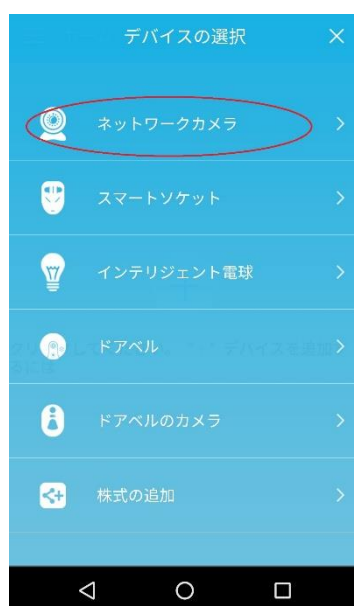 デバイスの選択
ネットワークカメラ
スマートソケット
インテリジェント電球
ドアベル
ドアベルのカメラ
株式の追加